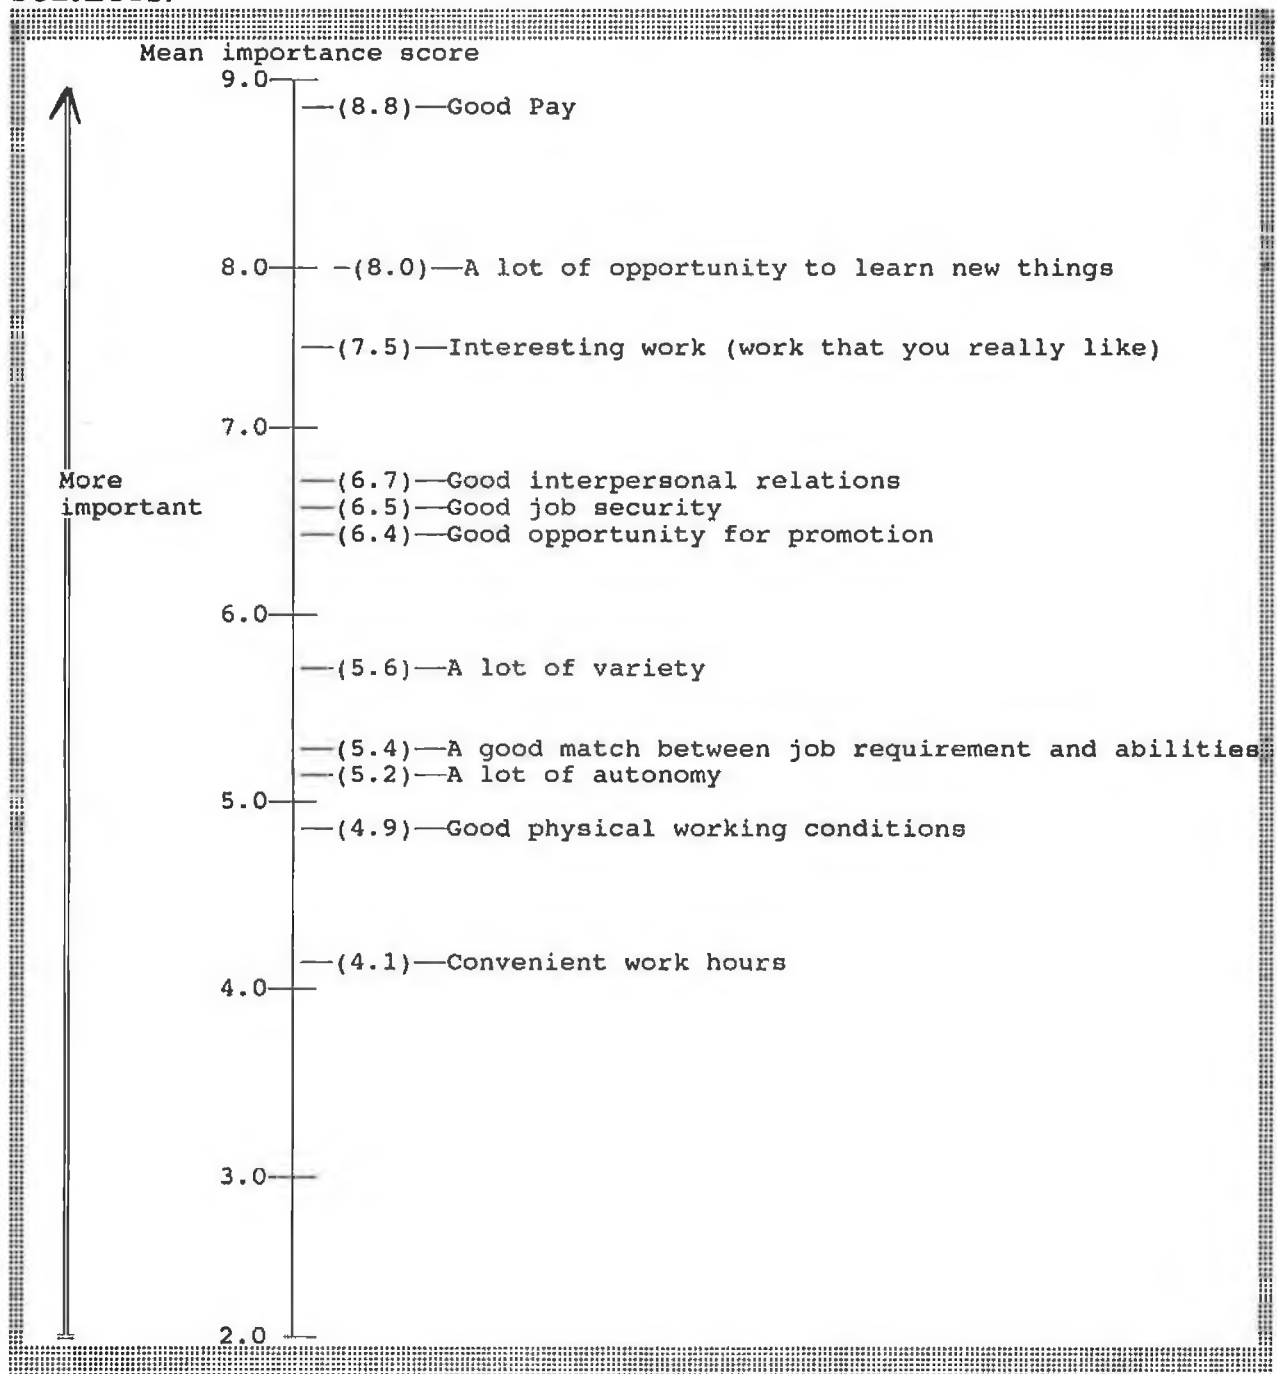 Mean importance score
9.0
(8.8)—Good Pay
8.0
(8.0)—A lot of opportunity to learn new things
(7.5)—Interesting work (work that you really like)
7.0
More important
(6.7)—Good interpersonal relations
(6.5)—Good job security
(6.4)—Good opportunity for promotion
6.0
(5.6)—A lot of variety
(5.4)—A good match between job requirement and abilities
(5.2)—A lot of autonomy
5.0
(4.9)—Good physical working conditions
(4.1)—Convenient work hours
4.0
3.0
2.0